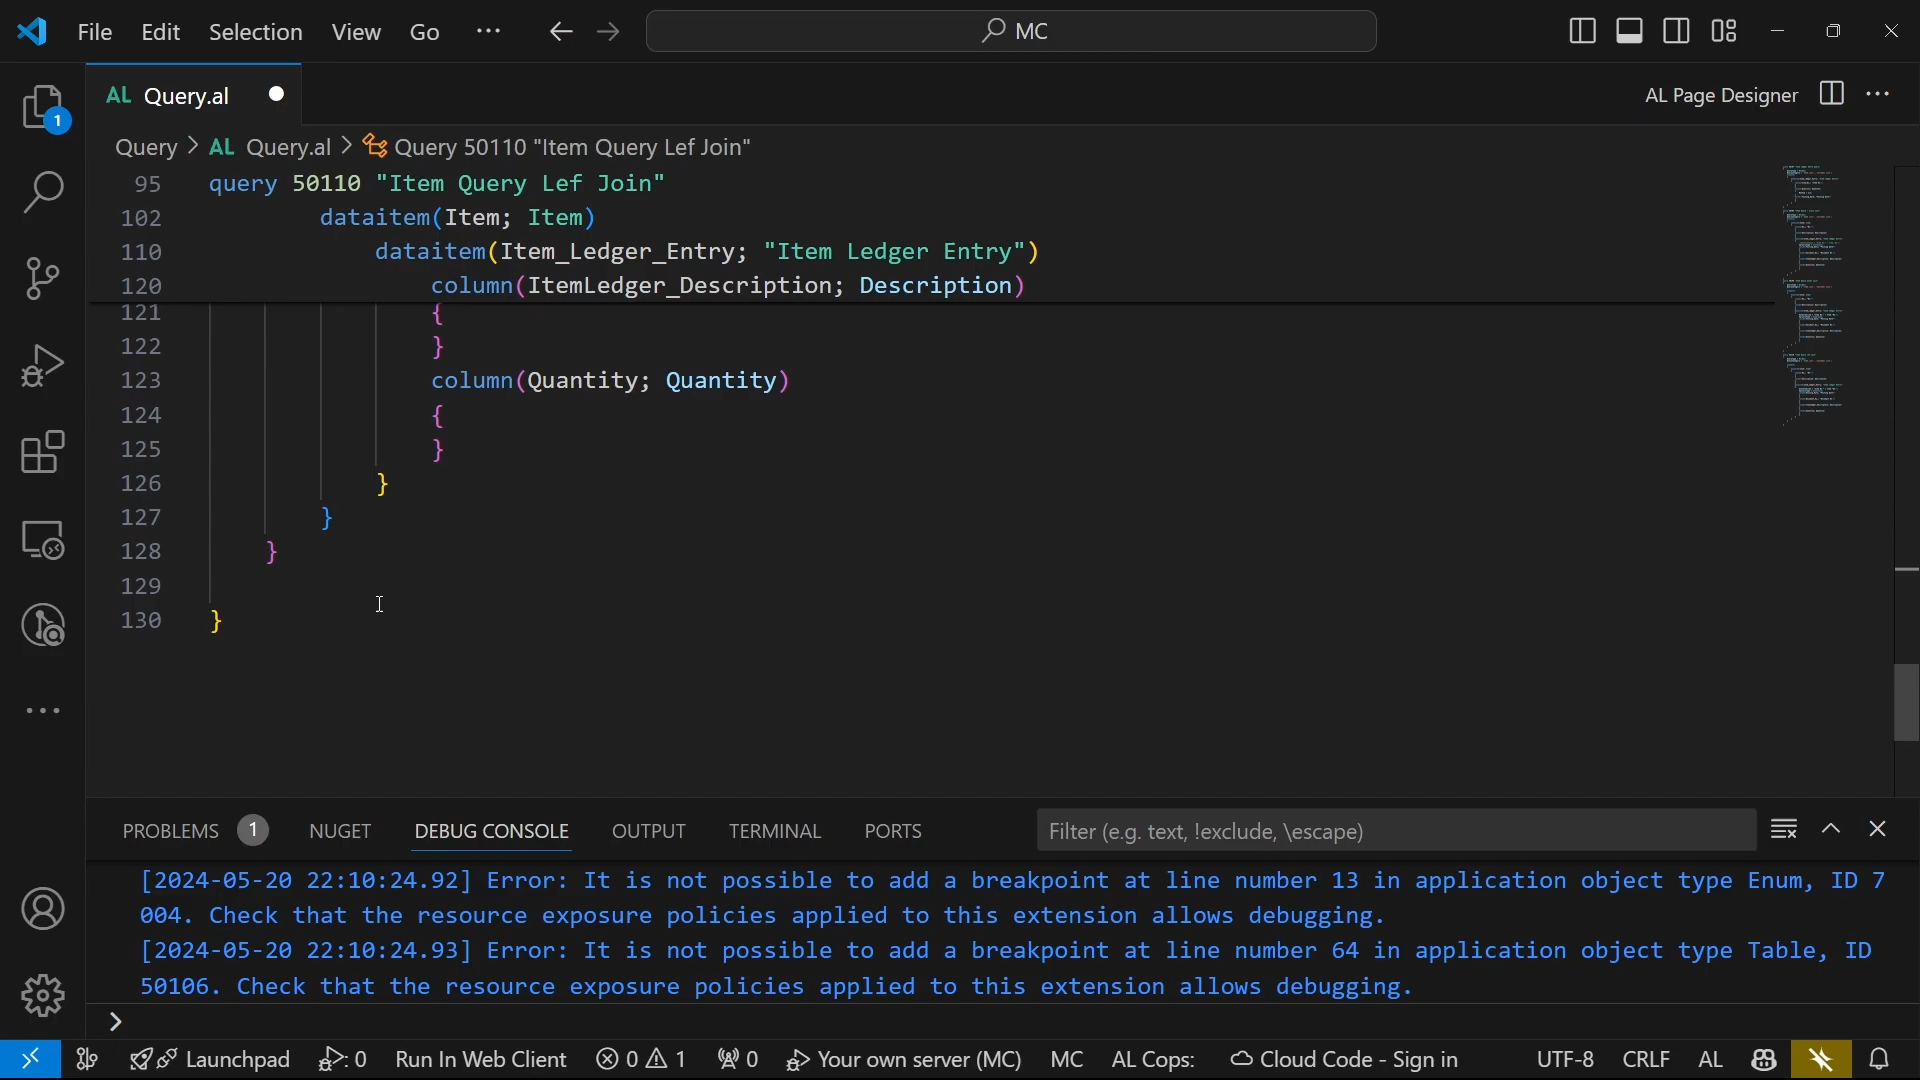 File Edit Selection View Go ··· MC
AL Query.al AL Page Designer ···
Query > AL Query.al > Query 50110 "Item Query Lef Join"
95 query 50110 "Item Query Lef Join"
102 dataitem(Item; Item)
110 dataitem(Item_Ledger_Entry; "Item Ledger Entry")
120 column(ItemLedger_Description; Description)
121 {
122 }
123 column(Quantity; Quantity)
124 {
125 }
126 }
127 }
128 }
129
130 }
1
PROBLEMS 1 NUGET DEBUG CONSOLE OUTPUT TERMINAL PORTS Filter (e.g. text, !exclude, \escape)
[2024-05-20 22:10:24.92] Error: It is not possible to add a breakpoint at line number 13 in application object type Enum, ID 7
004. Check that the resource exposure policies applied to this extension allows debugging.
[2024-05-20 22:10:24.93] Error: It is not possible to add a breakpoint at line number 64 in application object type Table, ID
50106. Check that the resource exposure policies applied to this extension allows debugging.
>
Launchpad : 0 Run In Web Client 0 1 0 Your own server (MC) MC AL Cops: Cloud Code - Sign in UTF-8 CRLF AL